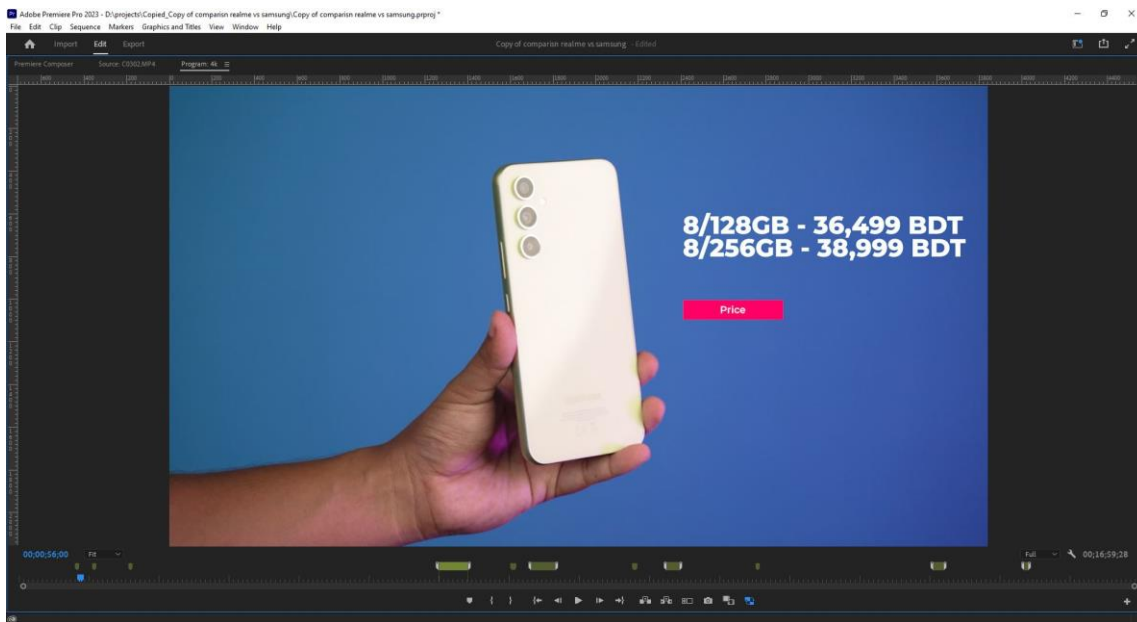 Adobe Premiere Pro 2023 - D:\projects\Copied_Copy of comparisn realme vs samsung\Copy of comparisn realme vs samsung.prproj *
File Edit Clip Sequence Markers Graphics and Titles View Window Help
Import Edit Export
Copy of comparisn realme vs samsung - Edited
Premiere Composer Source: C0302.MP4 Program: 4k
8/128GB - 36,499 BDT
8/256GB - 38,999 BDT
Price
00;00;56;00 Fit Full 00;16;59;28